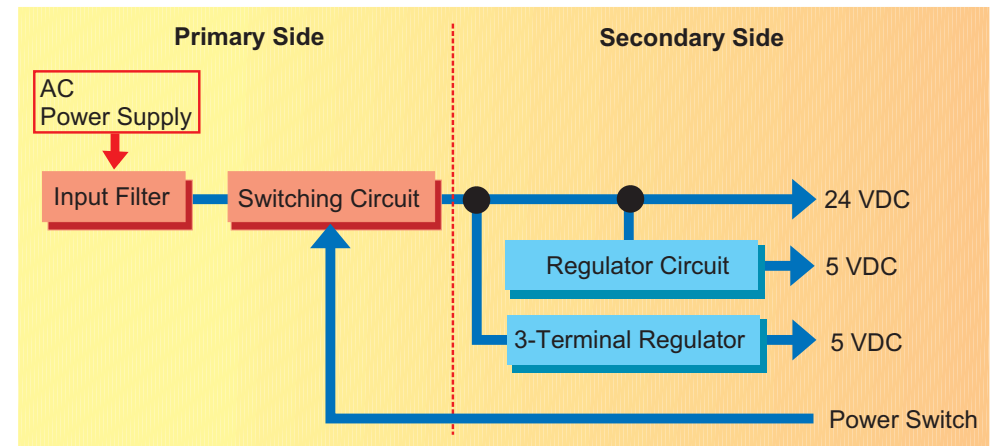 Primary Side
Secondary Side
AC
Power Supply
Input Filter
Switching Circuit
24 VDC
Regulator Circuit
5 VDC
3-Terminal Regulator
5 VDC
Power Switch